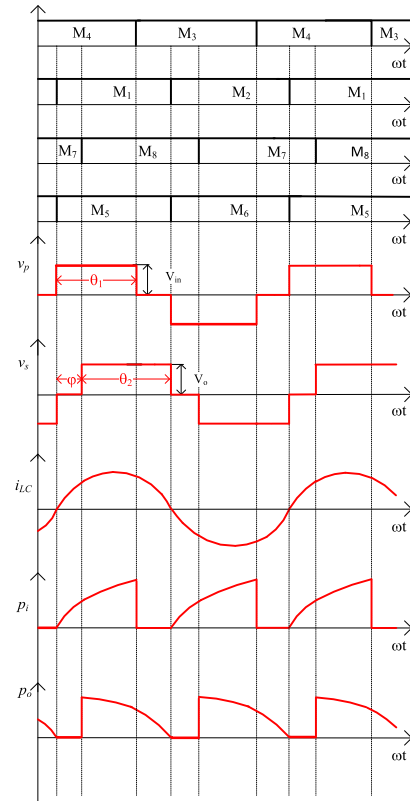 M₄ M₃ M₄ M₃
ωt
M₁ M₂ M₁
ωt
M₇ M₈ M₇ M₈
ωt
M₅ M₆ M₅
ωt
vₚ θ₁ Vᵢₙ
ωt
vₛ φ θ₂ Vₒ
ωt
i_LC
ωt
pᵢ
ωt
pₒ
ωt